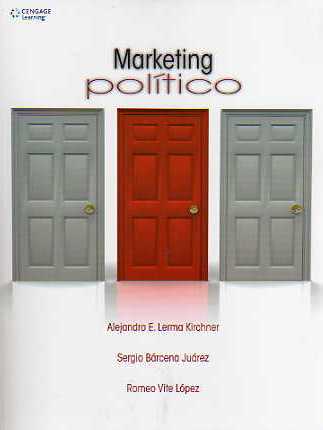 CENGAGE
Learning
Marketing
político
Alejandro E. Lerma Kirchner
Sergio Bárcena Juárez
Romeo Vite López